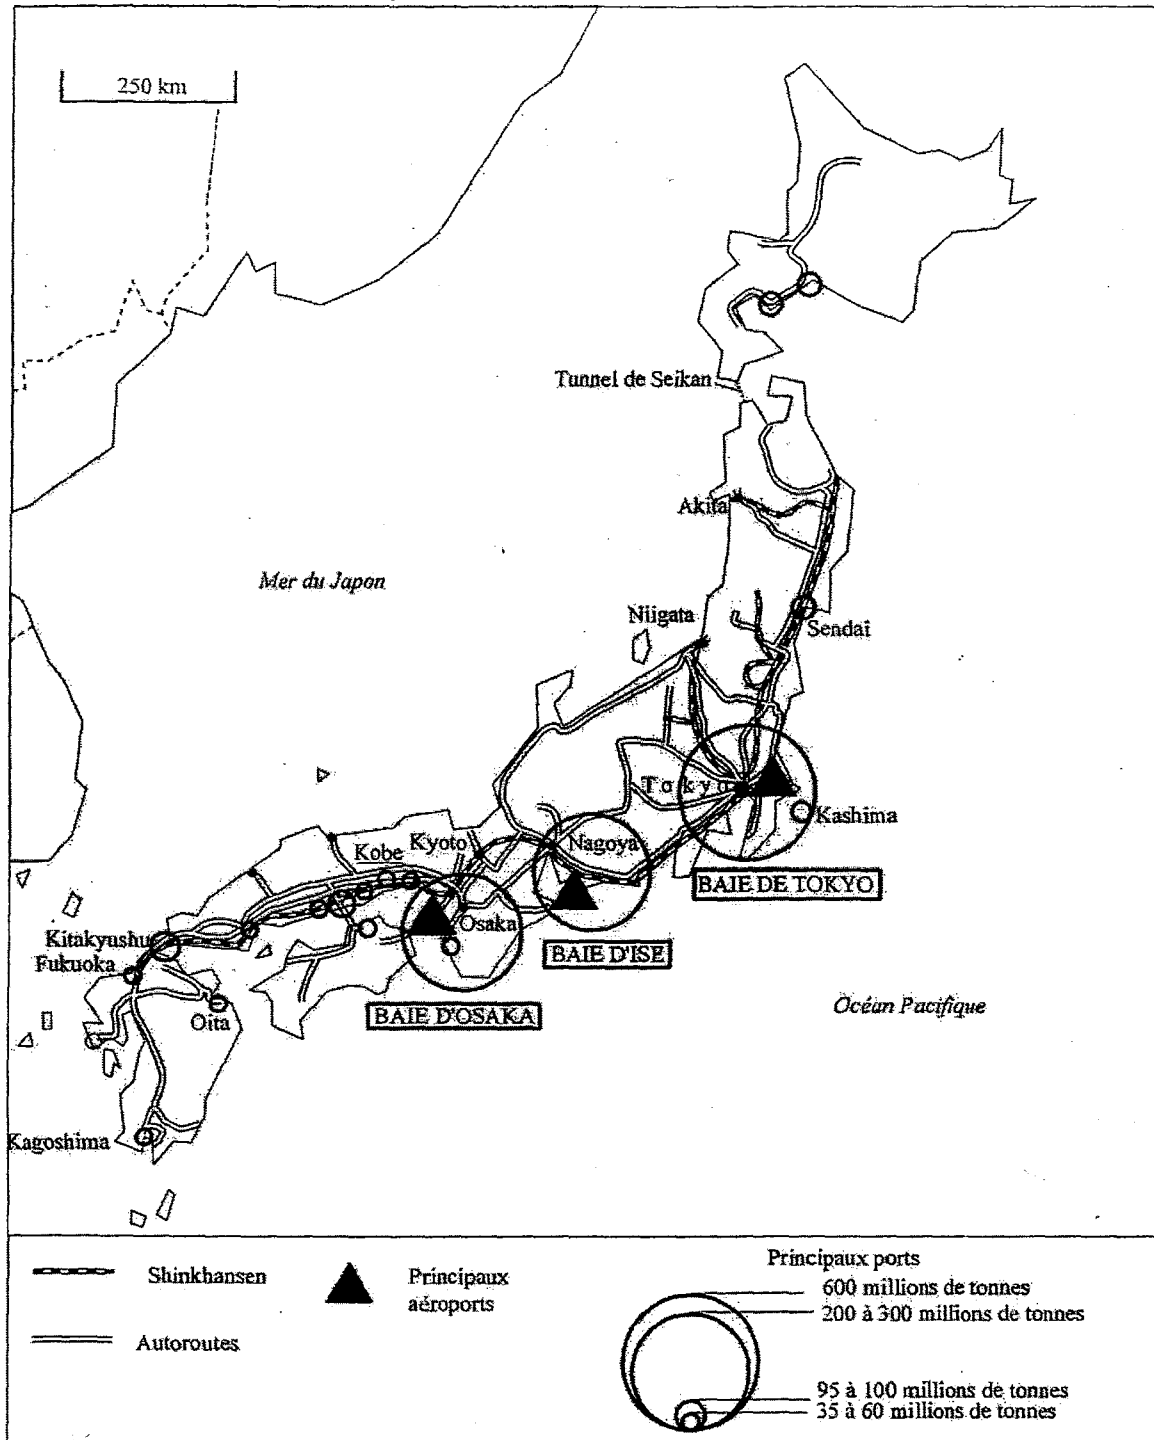 250 km
Tunnel de Seikan
Akita
Mer du Japon
Niigata
Sendaï
Tokyo
Kashima
Kobe
Kyoto
Nagoya
BAIE DE TOKYO
Kitakyushu
Osaka
BAIE D'ISE
Fukuoka
Oita
BAIE D'OSAKA
Océan Pacifique
Kagoshima
Shinkhansen
Principaux
aéroports
Autoroutes
Principaux ports
600 millions de tonnes
200 à 300 millions de tonnes
95 à 100 millions de tonnes
35 à 60 millions de tonnes